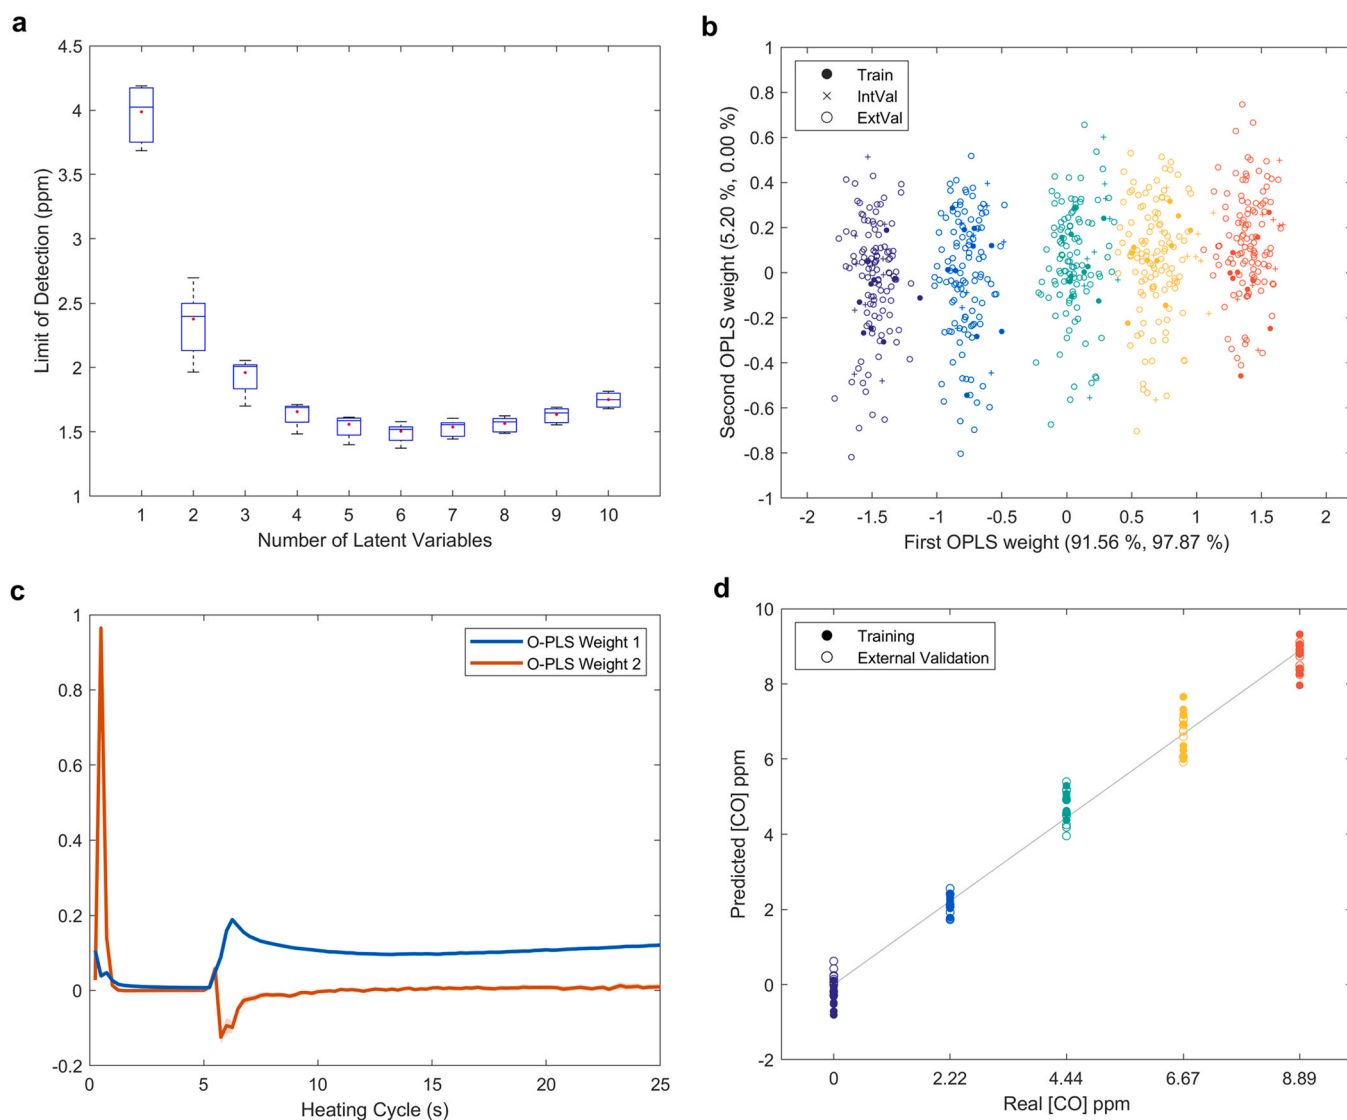 a
4.5
4
3.5
3
2.5
2
1.5
1
Limit of Detection (ppm)
1 2 3 4 5 6 7 8 9 10
Number of Latent Variables
b
1
0.8
0.6
0.4
0.2
0
-0.2
-0.4
-0.6
-0.8
-1
Second OPLS weight (5.20 %, 0.00 %)
Train
IntVal
ExtVal
-2 -1.5 -1 -0.5 0 0.5 1 1.5 2
First OPLS weight (91.56 %, 97.87 %)
c
1
0.8
0.6
0.4
0.2
0
-0.2
O-PLS Weight 1
O-PLS Weight 2
0 5 10 15 20 25
Heating Cycle (s)
d
10
8
6
4
2
0
-2
Predicted [CO] ppm
Training
External Validation
0 2.22 4.44 6.67 8.89
Real [CO] ppm